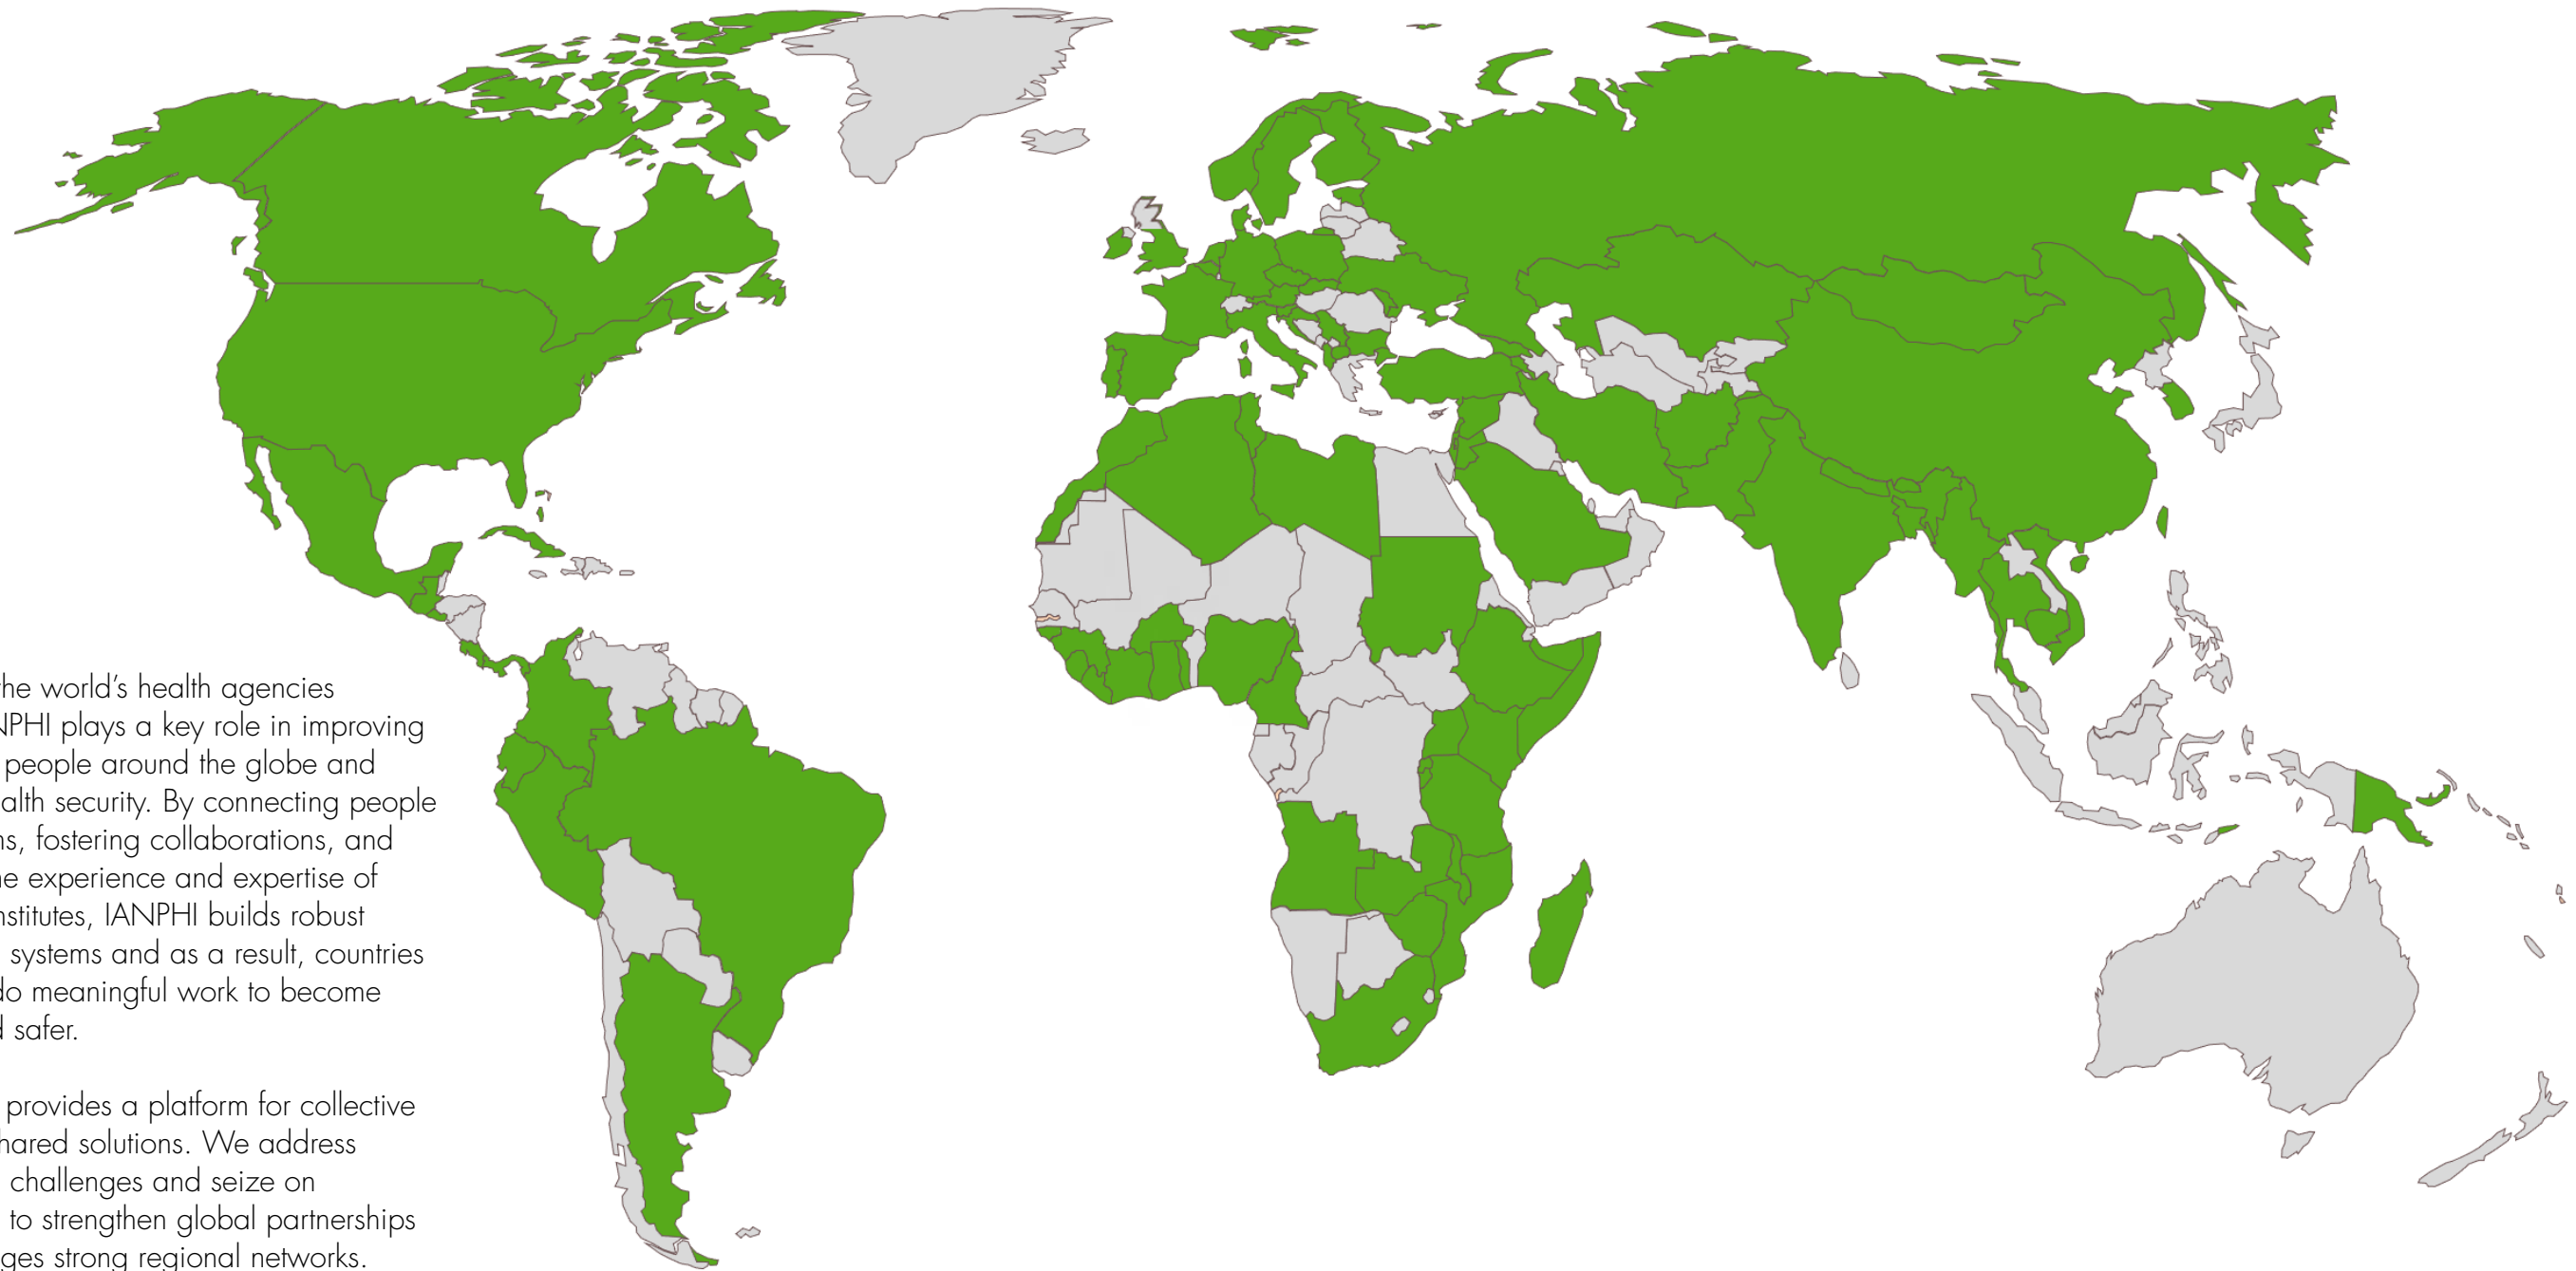 the world's health agencies
NPHI plays a key role in improving
people around the globe and
alth security. By connecting people
ns, fostering collaborations, and
ne experience and expertise of
nstitutes, IANPHI builds robust
systems and as a result, countries
do meaningful work to become
d safer.
provides a platform for collective
hared solutions. We address
challenges and seize on
to strengthen global partnerships
ges strong regional networks.